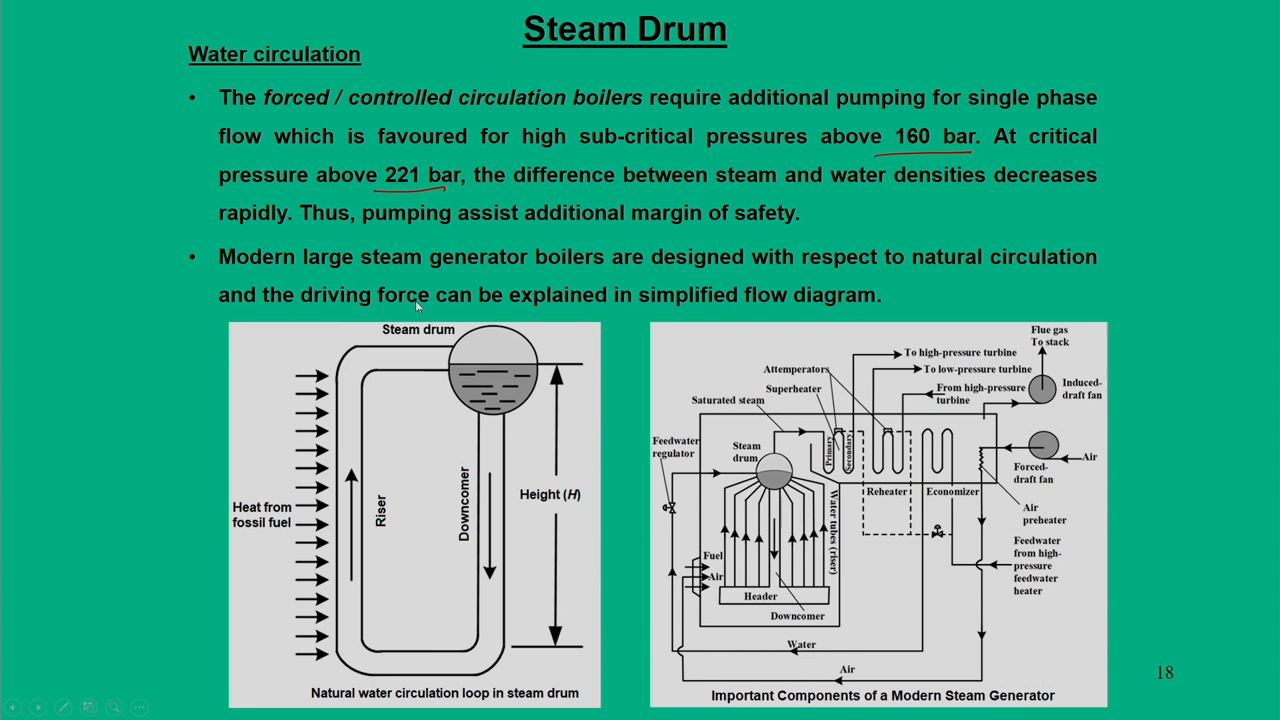 Steam Drum
Water circulation
• The forced / controlled circulation boilers require additional pumping for single phase
flow which is favoured for high sub-critical pressures above 160 bar. At critical
pressure above 221 bar, the difference between steam and water densities decreases
rapidly. Thus, pumping assist additional margin of safety.
• Modern large steam generator boilers are designed with respect to natural circulation
and the driving force can be explained in simplified flow diagram.
Steam drum
Heat from
fossil fuel
Riser
Downcomer
Height (H)
Natural water circulation loop in steam drum
Flue gas
To stack
To high-pressure turbine
To low-pressure turbine
Attemperators
Superheater
From high-pressure
turbine
Induced-
draft fan
Saturated steam
Feedwater
regulator
Steam
drum
Primary
Secondary
Air
Forced-
draft fan
Reheater
Economizer
Air
preheater
Water tubes (riser)
Fuel
Air
Feedwater
from high-
pressure
feedwater
heater
Header
Downcomer
Water
Air
Important Components of a Modern Steam Generator
18